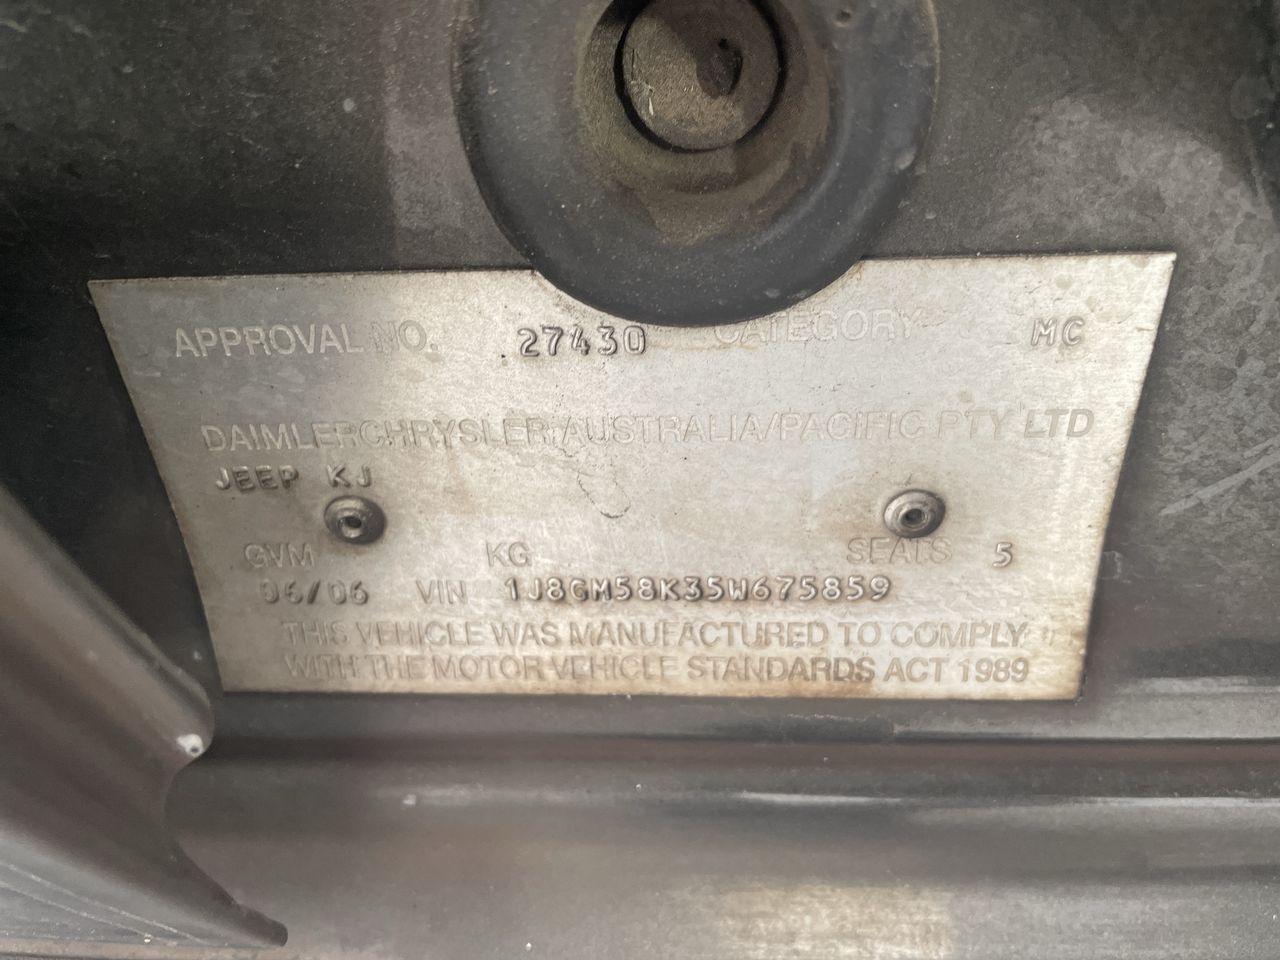 APPROVAL NO. 27430 CATEGORY MC
DAIMLERCHRYSLER AUSTRALIA/PACIFIC PTY LTD
JEEP KJ
GVM KG SEATS 5
06/06 VIN 1J8GM58K35W675859
THIS VEHICLE WAS MANUFACTURED TO COMPLY
WITH THE MOTOR VEHICLE STANDARDS ACT 1989